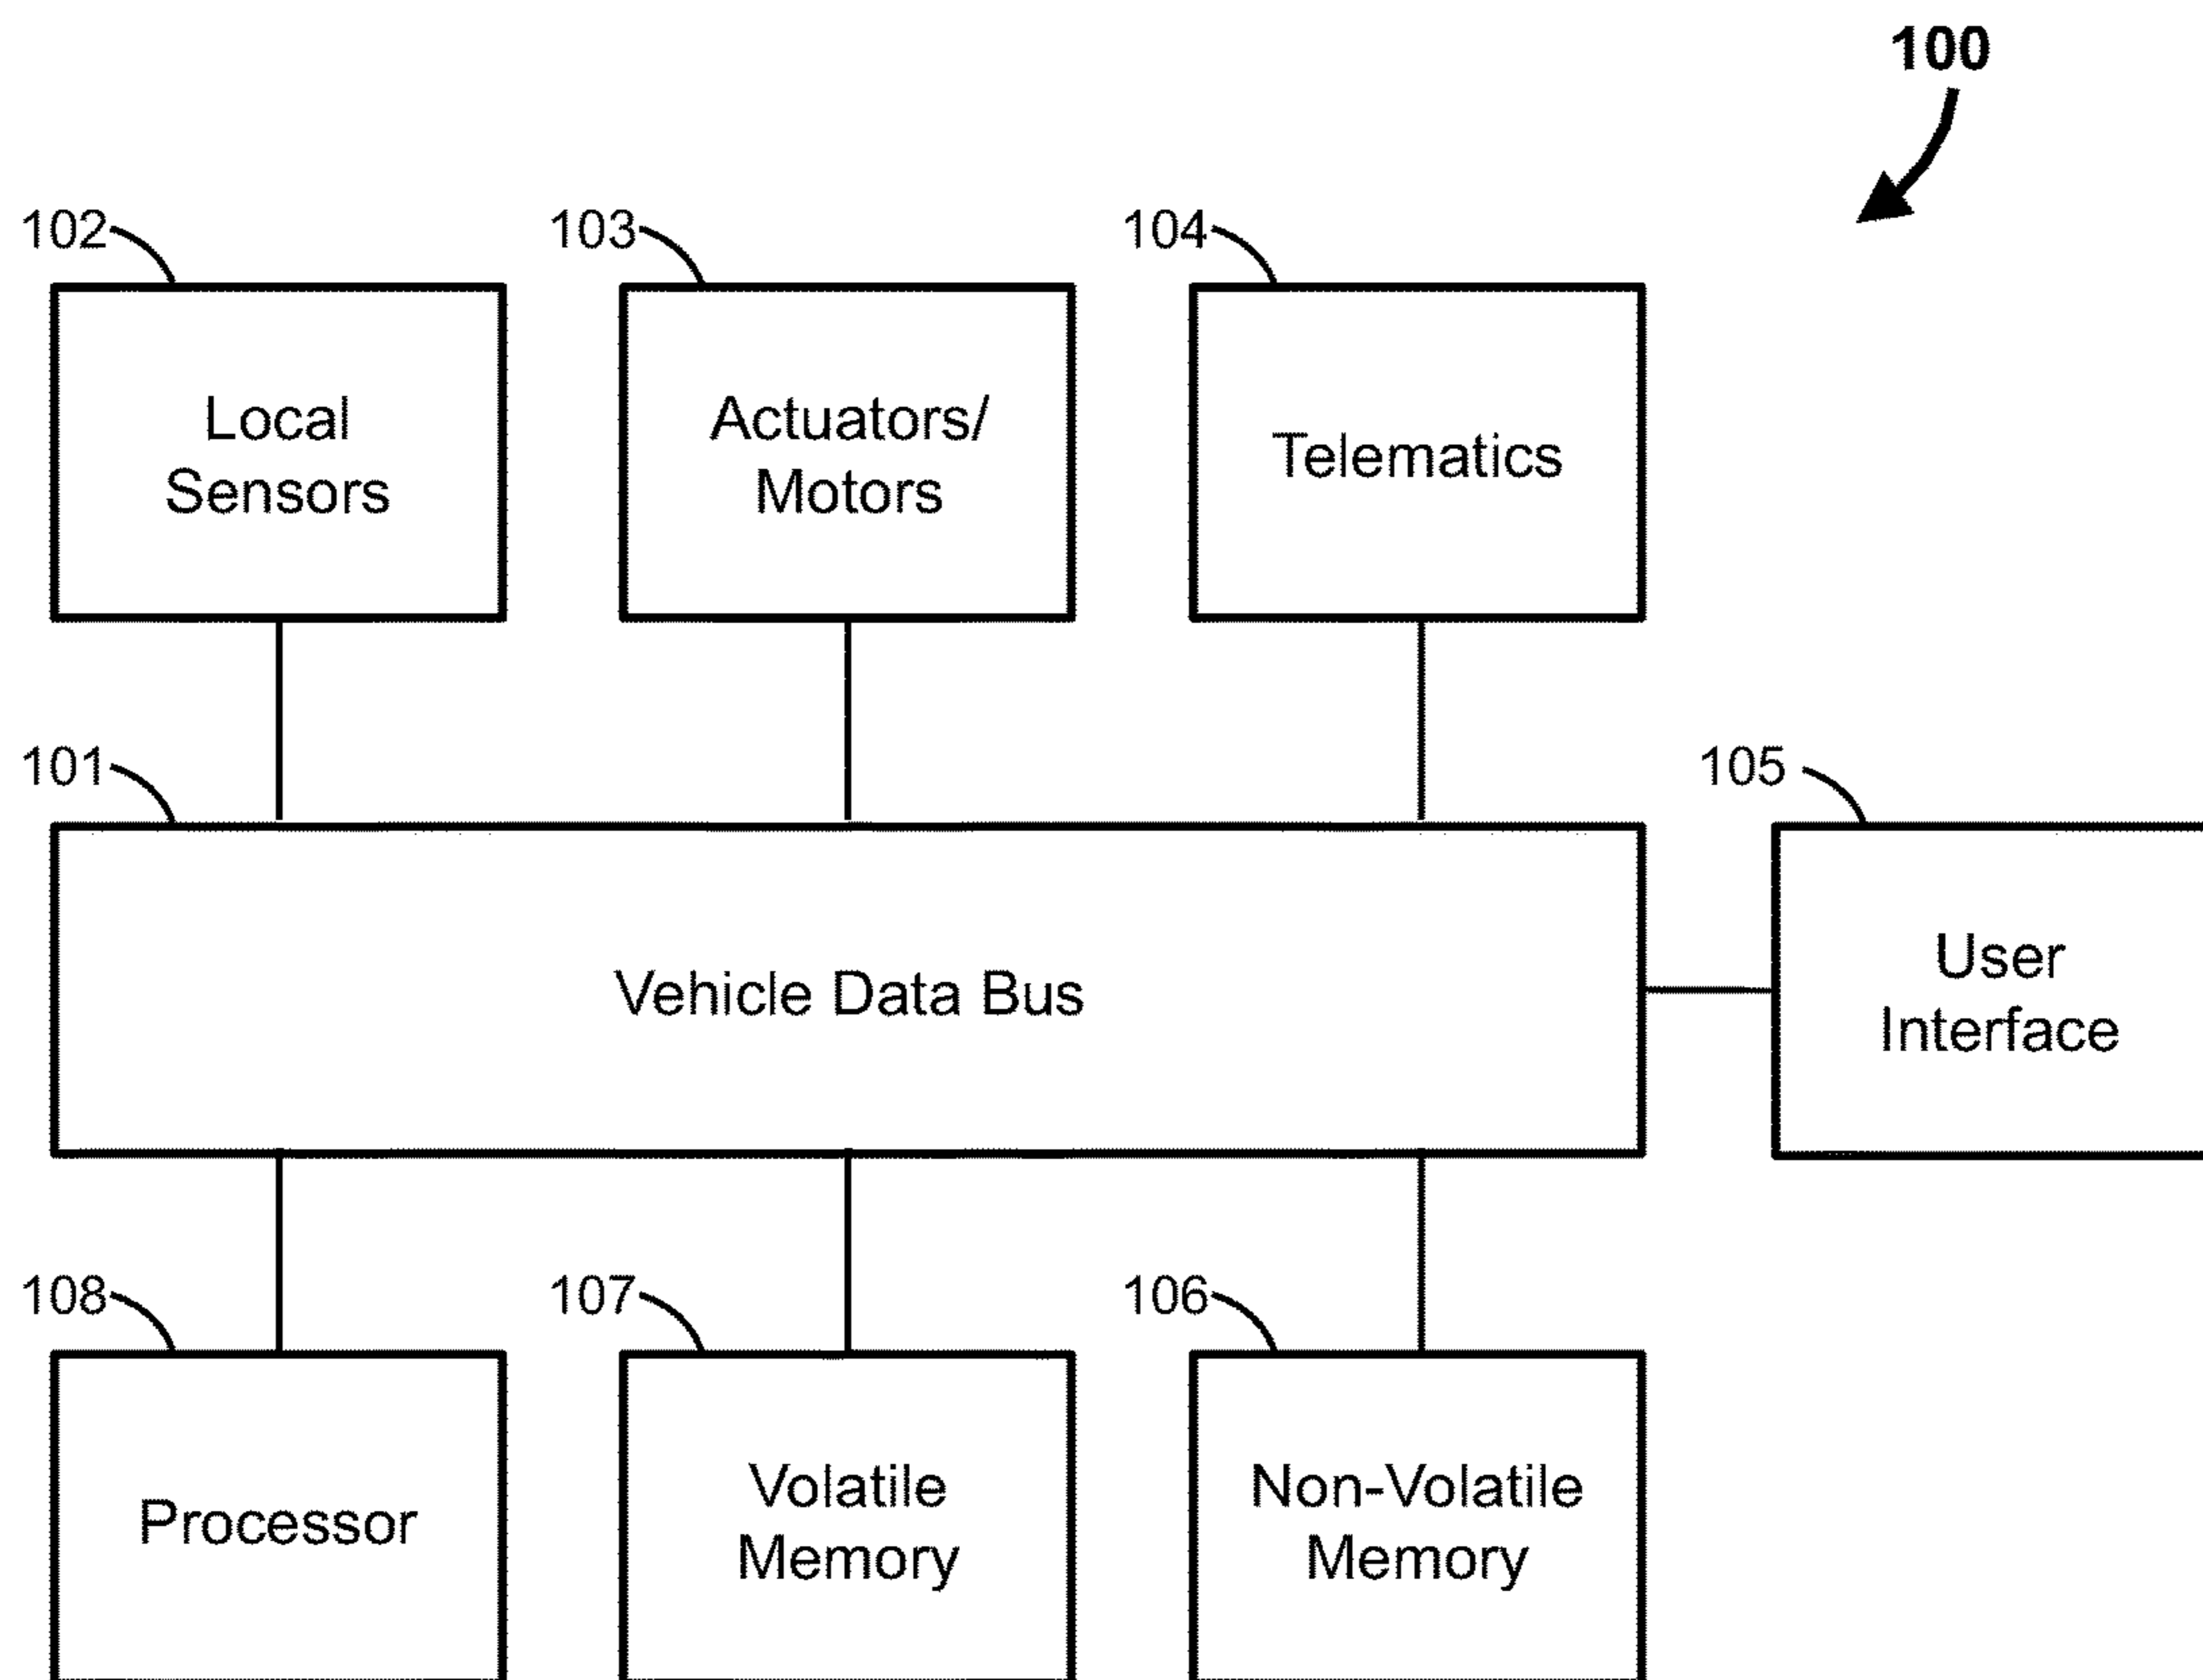 100
102
103
104
Local
Sensors
Actuators/
Motors
Telematics
101
105
Vehicle Data Bus
User
Interface
108
107
106
Processor
Volatile
Memory
Non-Volatile
Memory